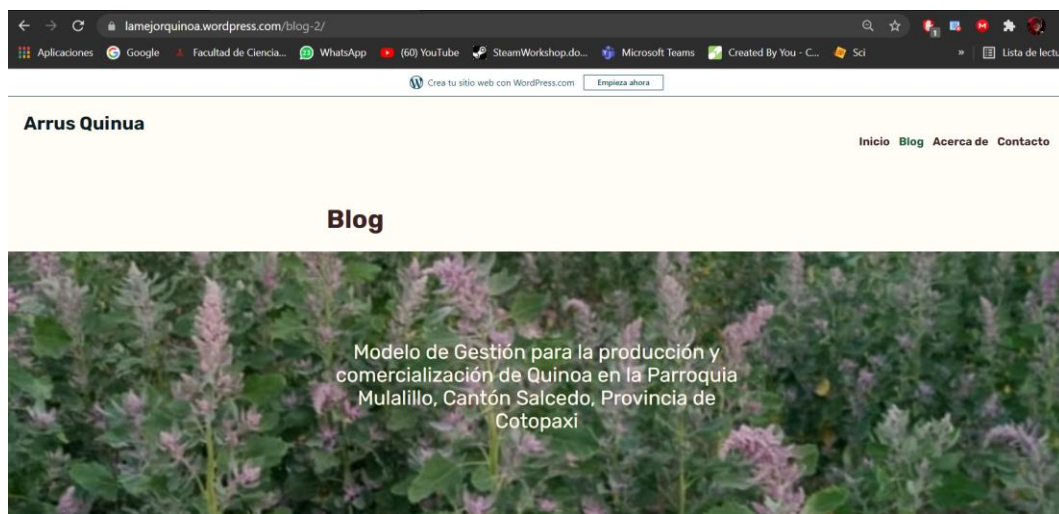 lamejorquinoa.wordpress.com/blog-2/
Aplicaciones Google Facultad de Ciencia... WhatsApp (60) YouTube SteamWorkshop.do... Microsoft Teams Created By You - C... Sci » Lista de lectu
Crea tu sitio web con WordPress.com Empieza ahora
Arrus Quinua
Inicio Blog Acerca de Contacto
Blog
Modelo de Gestión para la producción y
comercialización de Quinoa en la Parroquia
Mulalillo, Cantón Salcedo, Provincia de
Cotopaxi